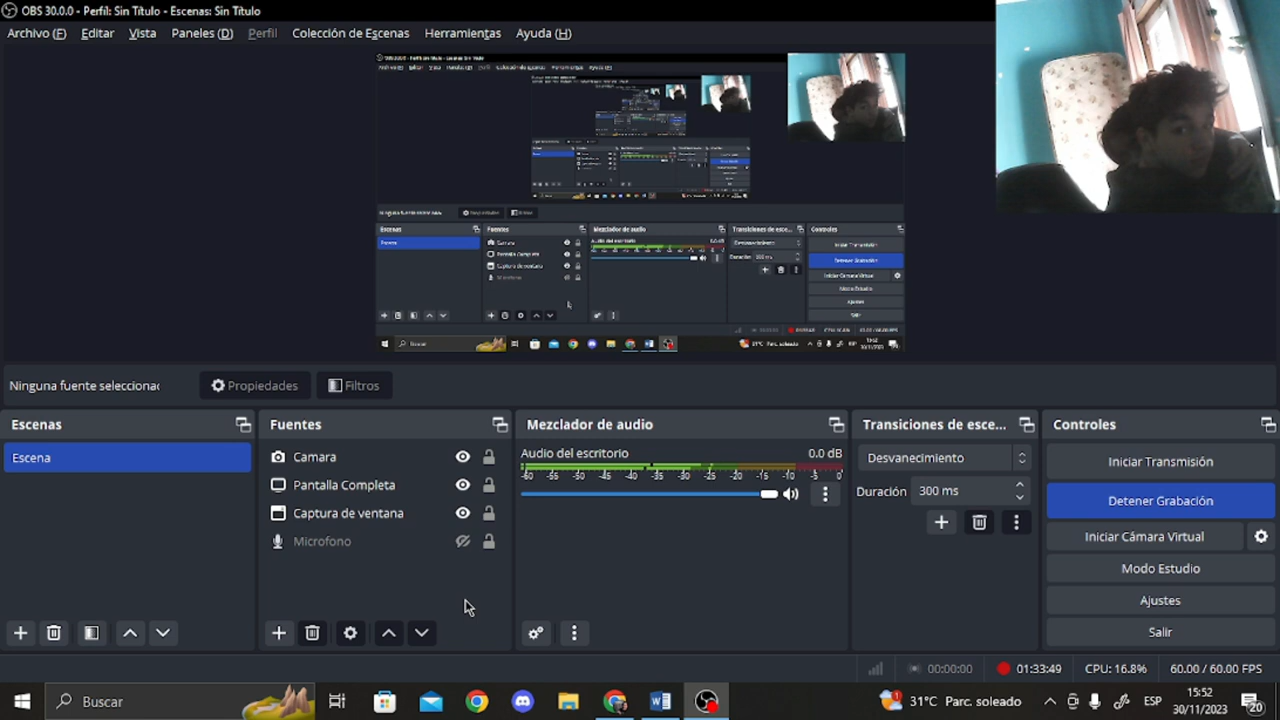 OBS 30.0.0 - Perfil: Sin Título - Escenas: Sin Título
Archivo (F) Editar Vista Paneles (D) Perfil Colección de Escenas Herramientas Ayuda (H)
Ninguna fuente seleccionac Propiedades Filtros
Escenas
Escena
Fuentes
Camara
Pantalla Completa
Captura de ventana
Microfono
Mezclador de audio
Audio del escritorio 0.0 dB
-60 -55 -50 -45 -40 -35 -30 -25 -20 -15 -10 -5 0
Transiciones de esce...
Desvanecimiento
Duración 300 ms
Controles
Iniciar Transmisión
Detener Grabación
Iniciar Cámara Virtual
Modo Estudio
Ajustes
Salir
00:00:00 01:33:49 CPU: 16.8% 60.00 / 60.00 FPS
Buscar
1
31°C Parc. soleado
ESP
15:52
30/11/2023
20